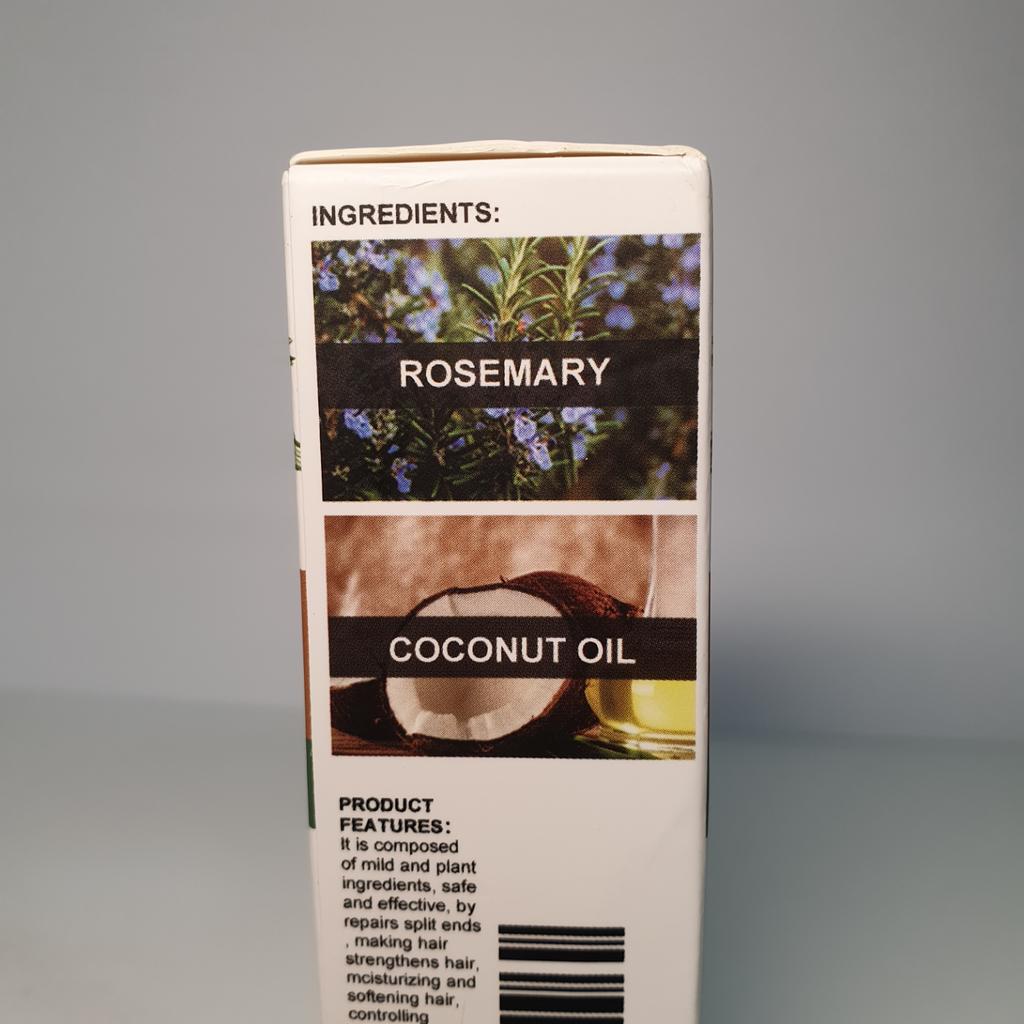 INGREDIENTS:
ROSEMARY
COCONUT OIL
PRODUCT
FEATURES:
It is composed
of mild and plant
ingredients, safe
and effective, by
repairs split ends
, making hair
strengthens hair,
mcisturizing and
softening hair,
controlling